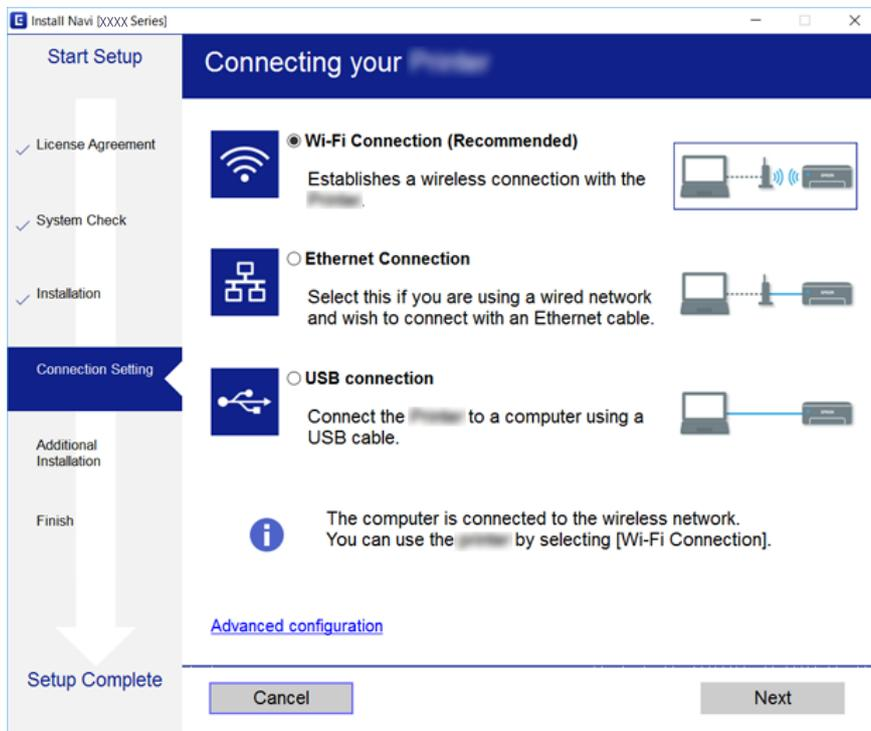 Install Navi [XXXX Series]
Start Setup
License Agreement
System Check
Installation
Connection Setting
Additional
Installation
Finish
Setup Complete
Connecting your
Wi-Fi Connection (Recommended)
Establishes a wireless connection with the
.
Ethernet Connection
Select this if you are using a wired network
and wish to connect with an Ethernet cable.
USB connection
Connect the to a computer using a
USB cable.
The computer is connected to the wireless network.
You can use the by selecting [Wi-Fi Connection].
Advanced configuration
Cancel
Next